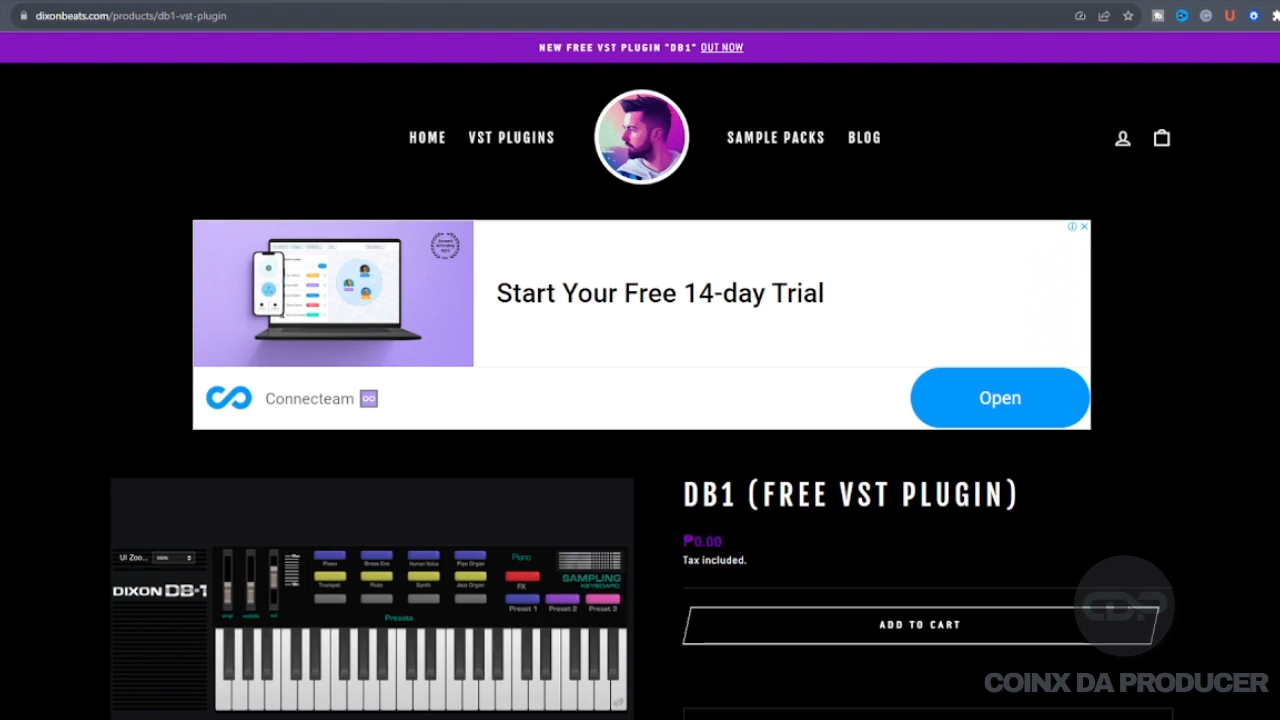 dixonbeats.com/products/db1-vst-plugin
NEW FREE VST PLUGIN "DB1" OUT NOW
HOME VST PLUGINS SAMPLE PACKS BLOG
Start Your Free 14-day Trial
Connecteam
Open
DB1 (FREE VST PLUGIN)
₱0.00
Tax included.
ADD TO CART
UI Zoo... 100%
DIXON DB-1
Piano Brass Ens Human Voice Pipe Organ
Trumpet Flute Synth Jazz Organ
Presets
Piano
FX
SAMPLING
KEYBOARD
Preset 1 Preset 2 Preset 3
CDP
COINX DA PRODUCER